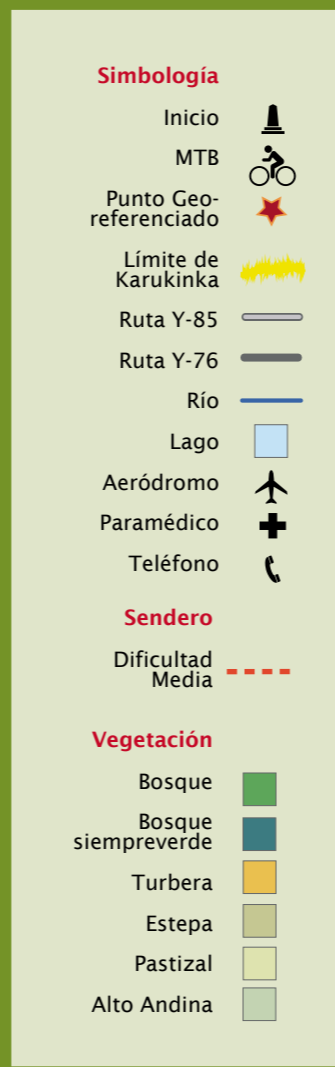 Simbología
Inicio
MTB
Punto Geo-
referenciado
Límite de
Karukinka
Ruta Y-85
Ruta Y-76
Río
Lago
Aeródromo
Paramédico
Teléfono
Sendero
Dificultad
Media
Vegetación
Bosque
Bosque
siempreverde
Turbera
Estepa
Pastizal
Alto Andina